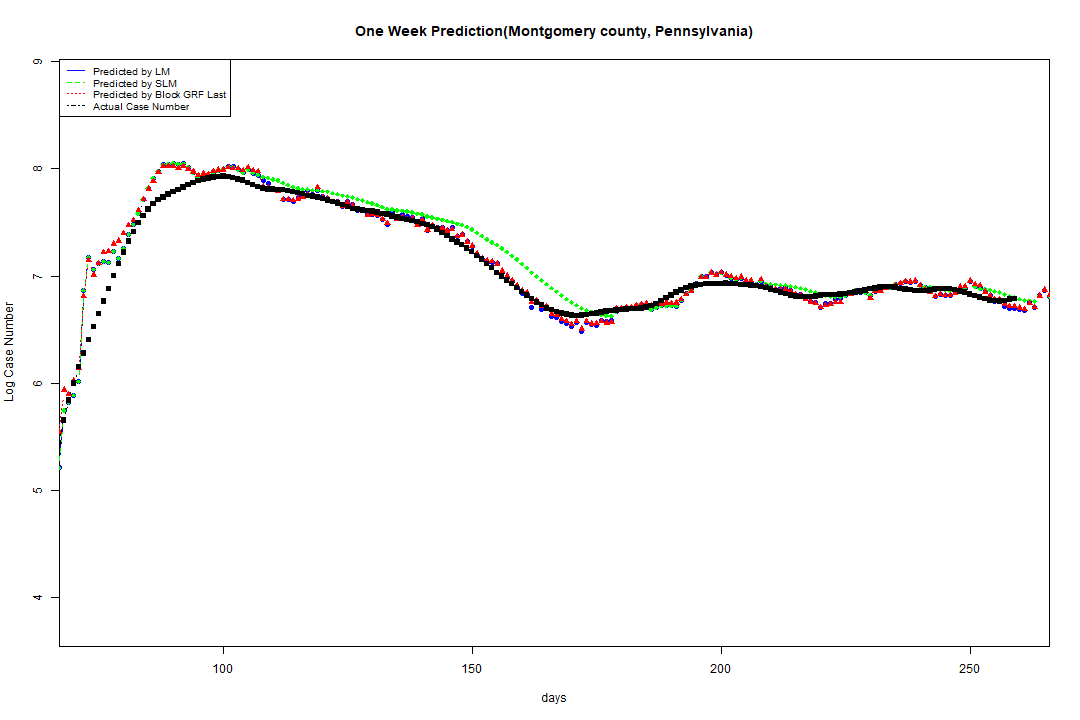 One Week Prediction(Montgomery county, Pennsylvania)
Predicted by LM
Predicted by SLM
Predicted by Block GRF Last
Actual Case Number
9
8
7
6
5
4
Log Case Number
100 150 200 250
days